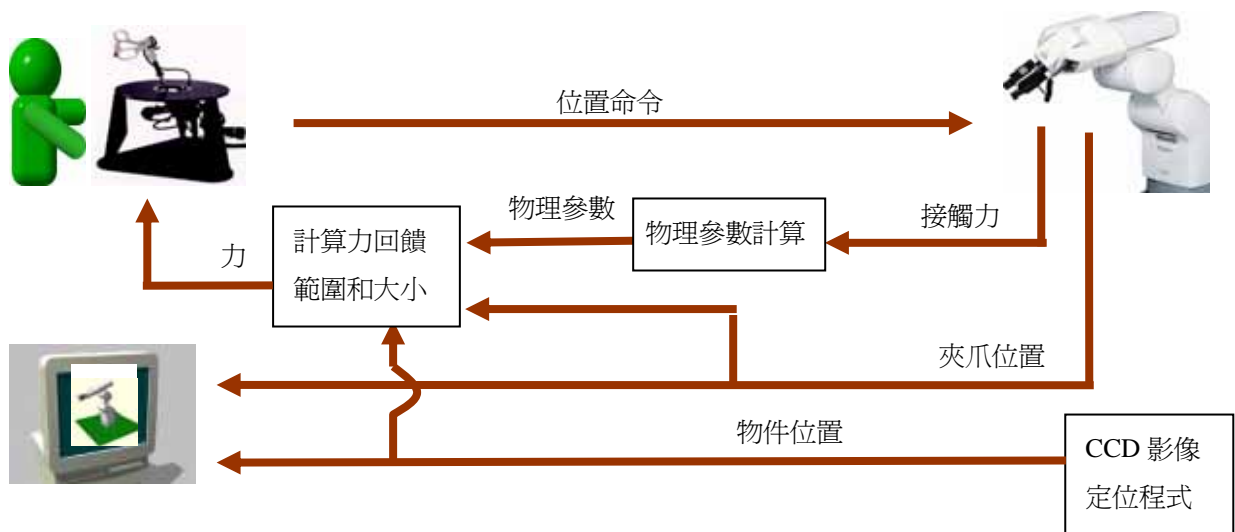 位置命令
物理參數
接觸力
物理參數計算
計算力回饋
範圍和大小
力
夾爪位置
物件位置
CCD 影像
定位程式